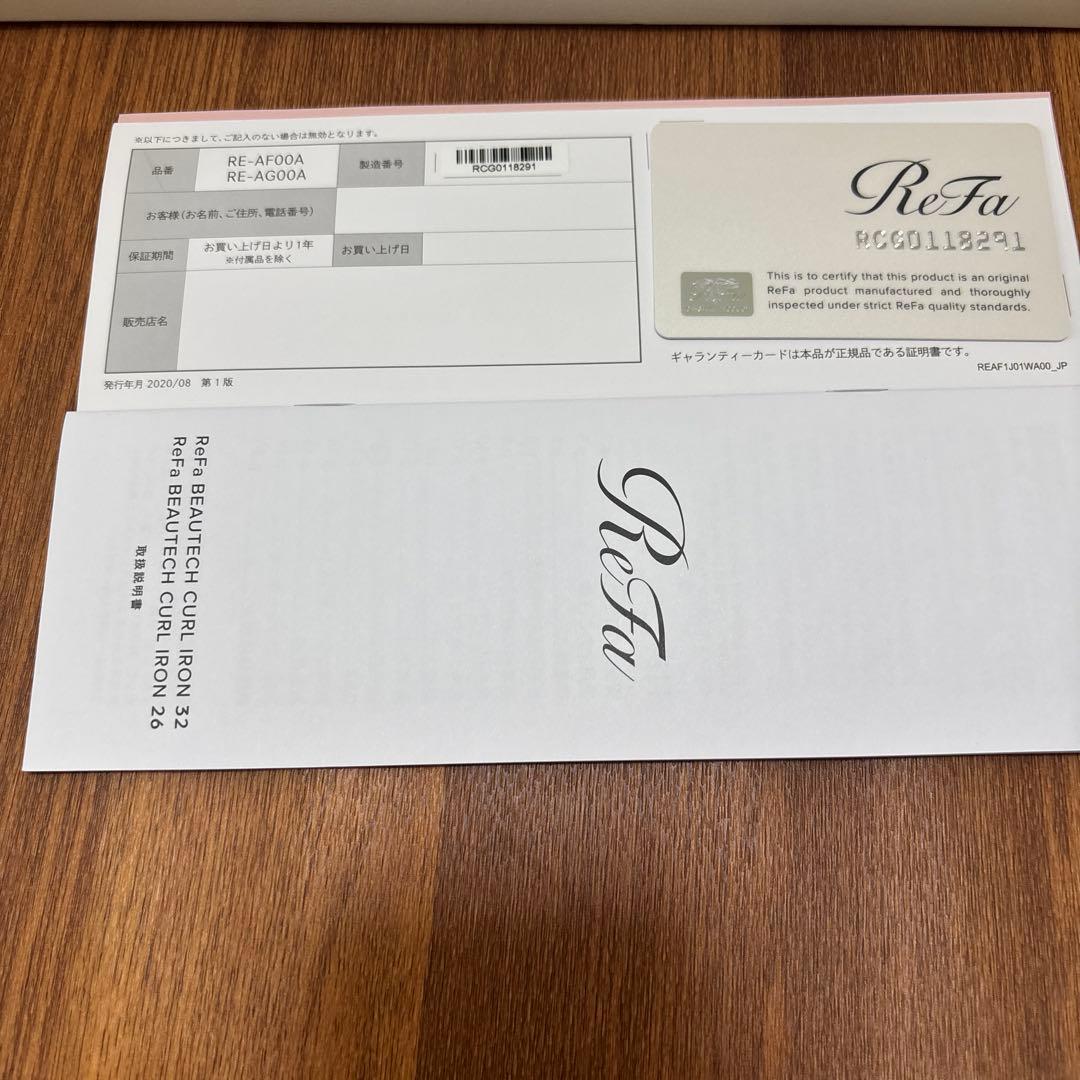 ※以下につきまして、ご記入のない場合は無効となります。
品番
RE-AF00A
RE-AG00A
製造番号
RCG0118291
お客様(お名前、ご住所、電話番号)
保証期間
お買い上げ日より1年
※付属品を除く
お買い上げ日
販売店名
発行年月 2020/08 第1版
ReFa
RCG0118291
This is to certify that this product is an original
ReFa product manufactured and thoroughly
inspected under strict ReFa quality standards.
ギャランティーカードは本品が正規品である証明書です。
REAF1J01WA00_JP
ReFa BEAUTECH CURL IRON 32
ReFa BEAUTECH CURL IRON 26
取扱説明書
ReFa